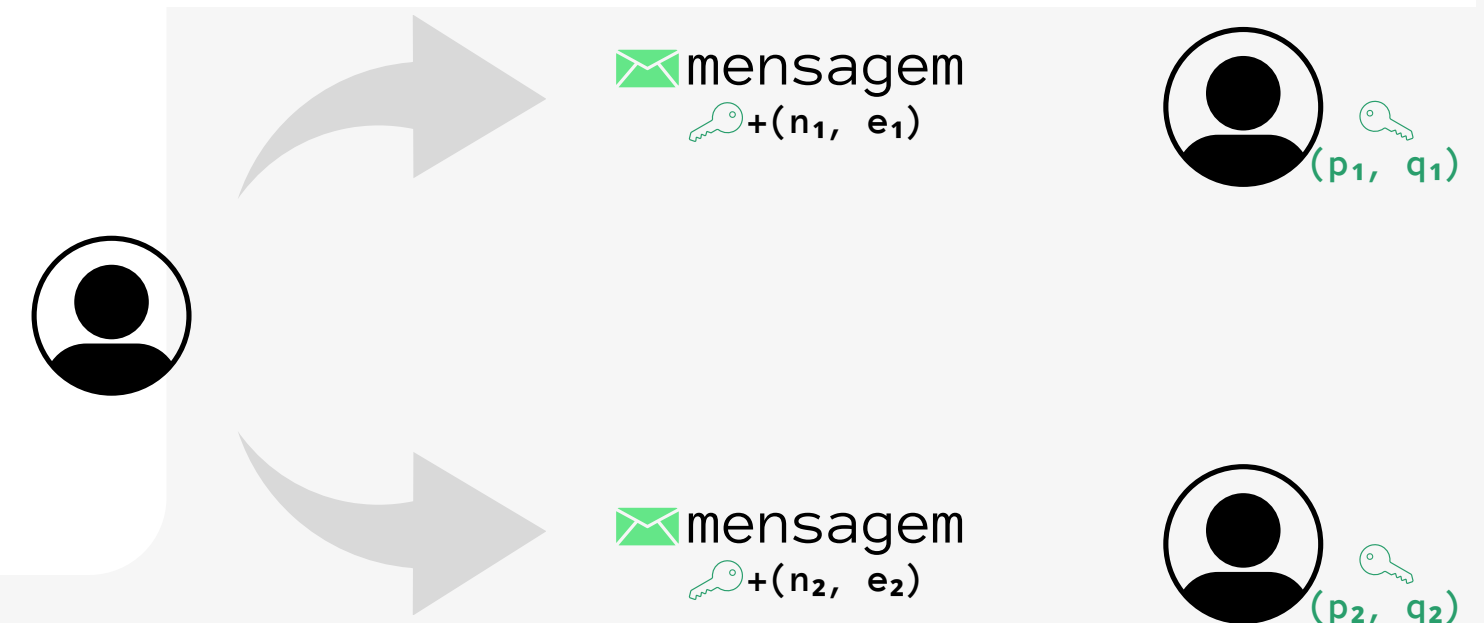 mensagem
+(n₁, e₁)
(p₁, q₁)
mensagem
+(n₂, e₂)
(p₂, q₂)